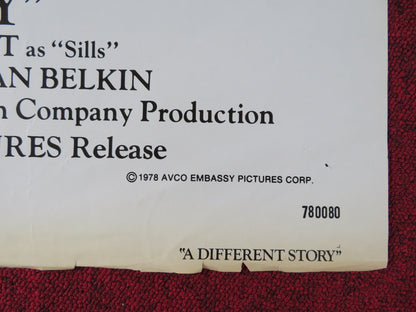 Y"
T as "Sills"
AN BELKIN
n Company Production
URES Release
©1978 AVCO EMBASSY PICTURES CORP.
780080
"A DIFFERENT STORY"